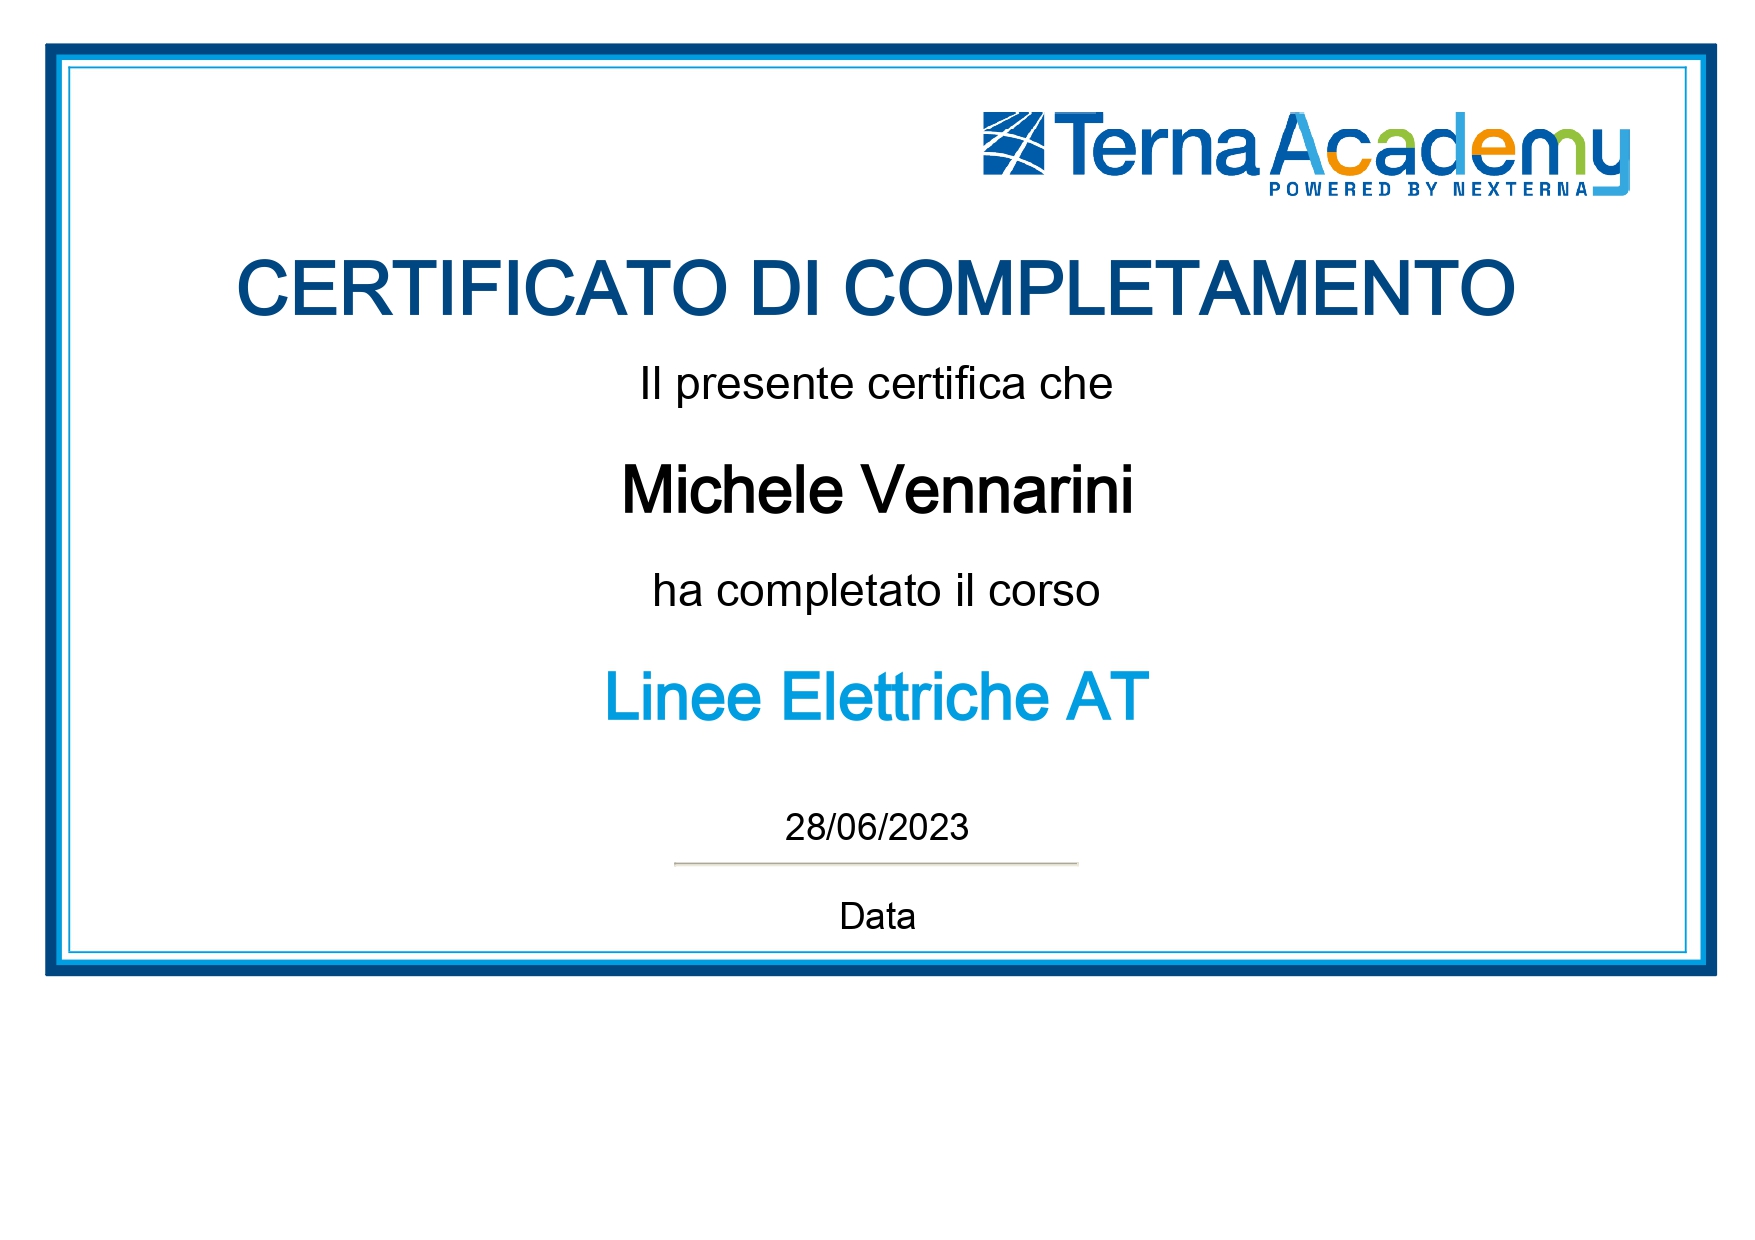 Terna Academy
POWERED BY NEXTERNA
CERTIFICATO DI COMPLETAMENTO
Il presente certifica che
Michele Vennarini
ha completato il corso
Linee Elettriche AT
28/06/2023
Data